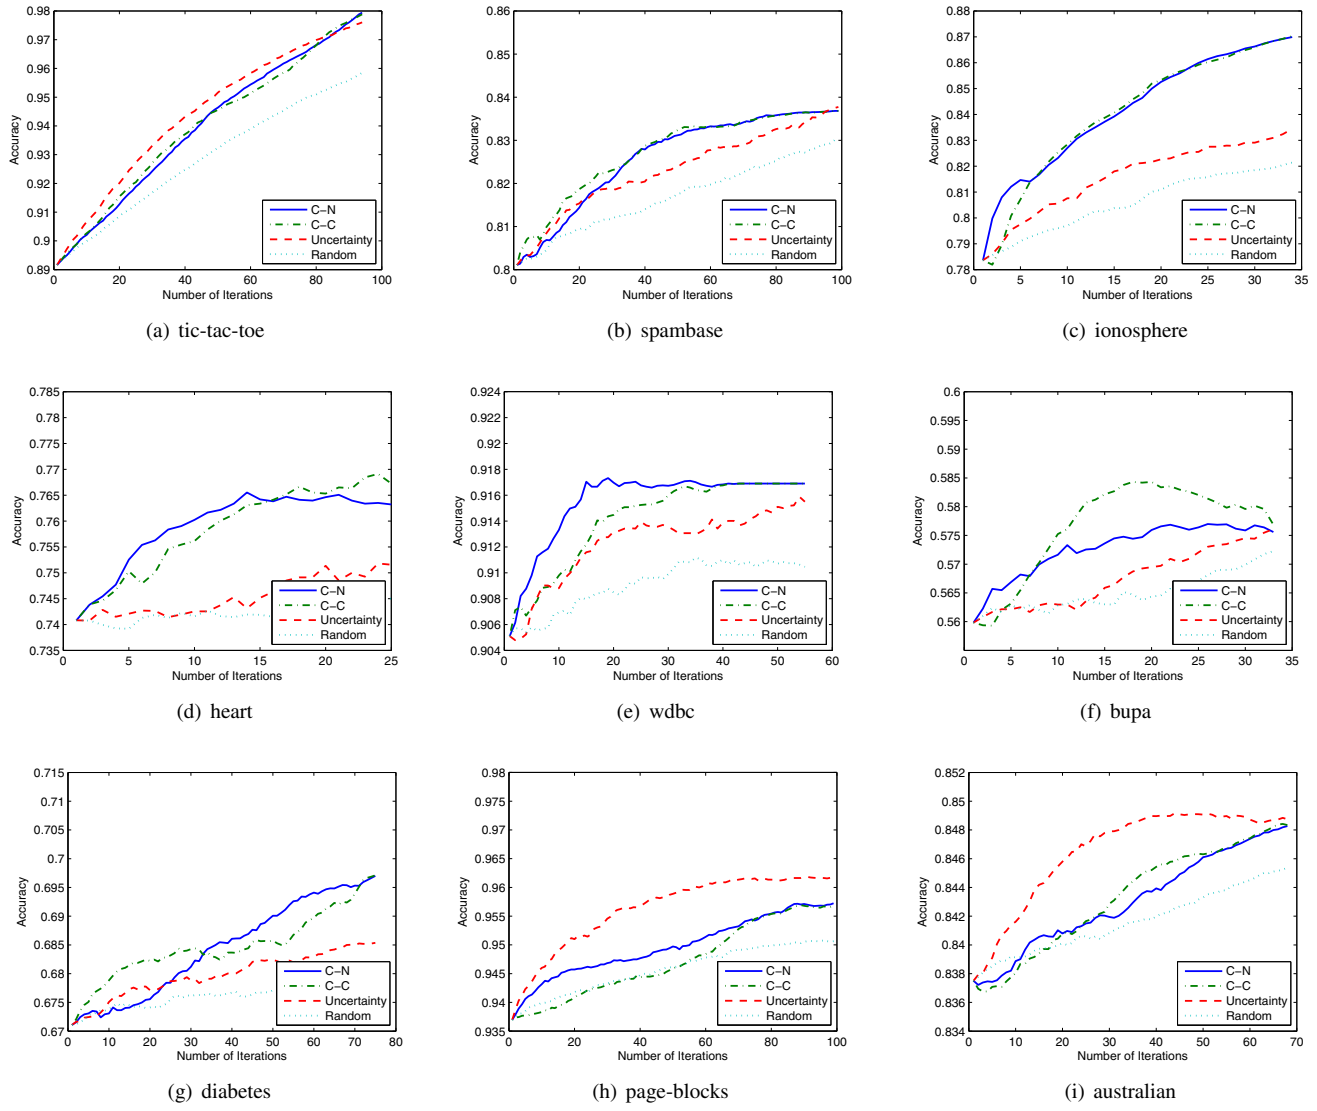 0.98
0.97
0.96
0.95
0.94
0.93
0.92
0.91
0.9
0.89
0 20 40 60 80 100
Accuracy
Number of Iterations
C-N
C-C
Uncertainty
Random
(a) tic-tac-toe
0.86
0.85
0.84
0.83
0.82
0.81
0.8
0 20 40 60 80 100
Accuracy
Number of Iterations
C-N
C-C
Uncertainty
Random
(b) spambase
0.88
0.87
0.86
0.85
0.84
0.83
0.82
0.81
0.8
0.79
0.78
0 5 10 15 20 25 30 35
Accuracy
Number of Iterations
C-N
C-C
Uncertainty
Random
(c) ionosphere
0.785
0.78
0.775
0.77
0.765
0.76
0.755
0.75
0.745
0.74
0.735
0 5 10 15 20 25
Accuracy
Number of Iterations
C-N
C-C
Uncertainty
Random
(d) heart
0.924
0.922
0.92
0.918
0.916
0.914
0.912
0.91
0.908
0.906
0.904
0 10 20 30 40 50 60
Accuracy
Number of Iterations
C-N
C-C
Uncertainty
Random
(e) wdbc
0.6
0.595
0.59
0.585
0.58
0.575
0.57
0.565
0.56
0 5 10 15 20 25 30 35
Accuracy
Number of Iterations
C-N
C-C
Uncertainty
Random
(f) bupa
0.715
0.71
0.705
0.7
0.695
0.69
0.685
0.68
0.675
0.67
0 10 20 30 40 50 60 70 80
Accuracy
Number of Iterations
C-N
C-C
Uncertainty
Random
(g) diabetes
0.98
0.975
0.97
0.965
0.96
0.955
0.95
0.945
0.94
0.935
0 20 40 60 80 100
Accuracy
Number of Iterations
C-N
C-C
Uncertainty
Random
(h) page-blocks
0.852
0.85
0.848
0.846
0.844
0.842
0.84
0.838
0.836
0.834
0 10 20 30 40 50 60 70
Accuracy
Number of Iterations
C-N
C-C
Uncertainty
Random
(i) australian